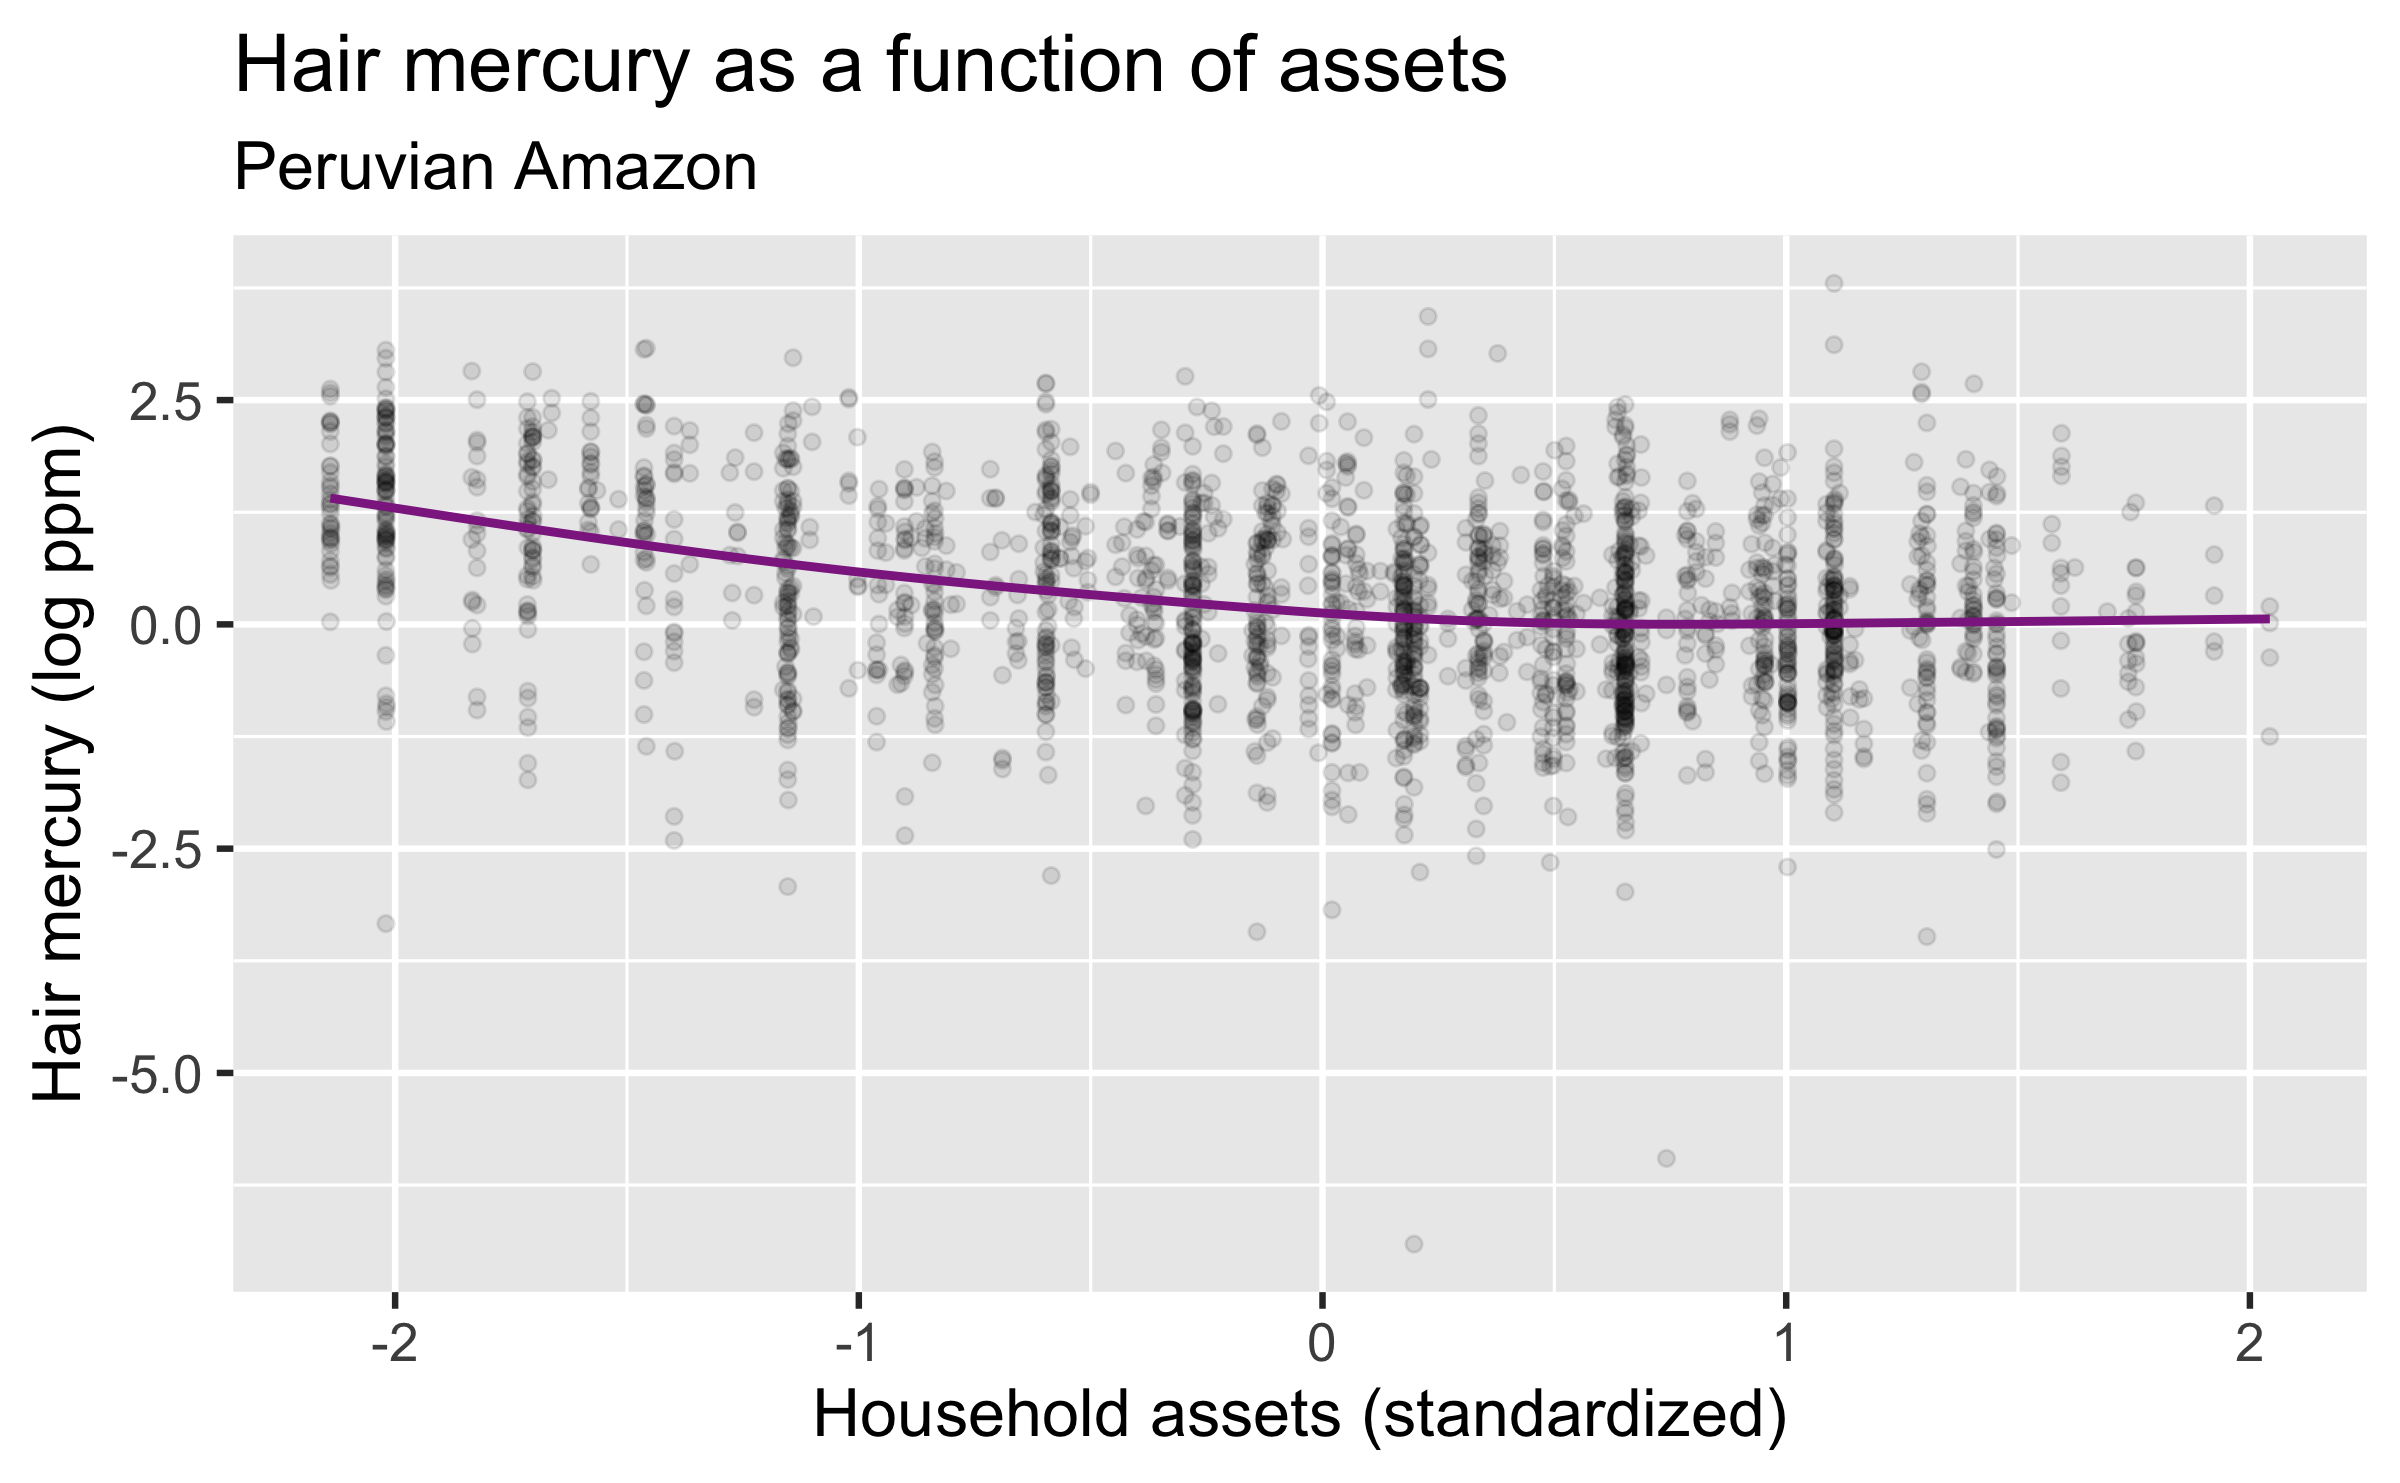 Hair mercury as a function of assets
Peruvian Amazon
Hair mercury (log ppm)
2.5
0.0
-2.5
-5.0
-2
-1
0
1
2
Household assets (standardized)